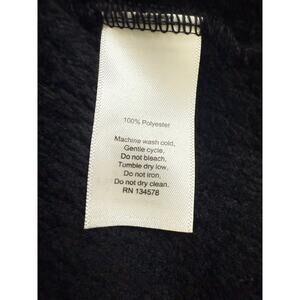 100% Polyester
Machine wash cold,
Gentle cycle,
Do not bleach,
Tumble dry low,
Do not iron,
Do not dry clean.
RN 134578